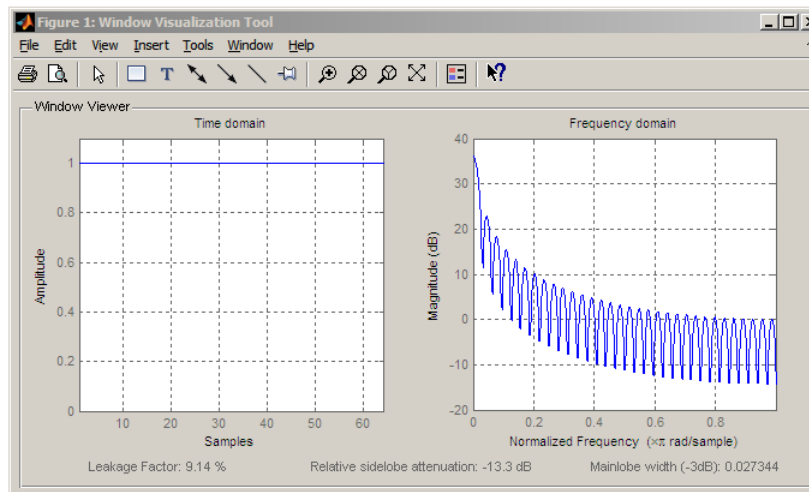 Figure 1: Window Visualization Tool
File Edit View Insert Tools Window Help
T
Window Viewer
Time domain
1
0.8
0.6
0.4
0.2
0
Amplitude
10 20 30 40 50 60
Samples
Frequency domain
40
30
20
10
0
-10
-20
Magnitude (dB)
0 0.2 0.4 0.6 0.8
Normalized Frequency (×π rad/sample)
Leakage Factor: 9.14 % Relative sidelobe attenuation: -13.3 dB Mainlobe width (-3dB): 0.027344